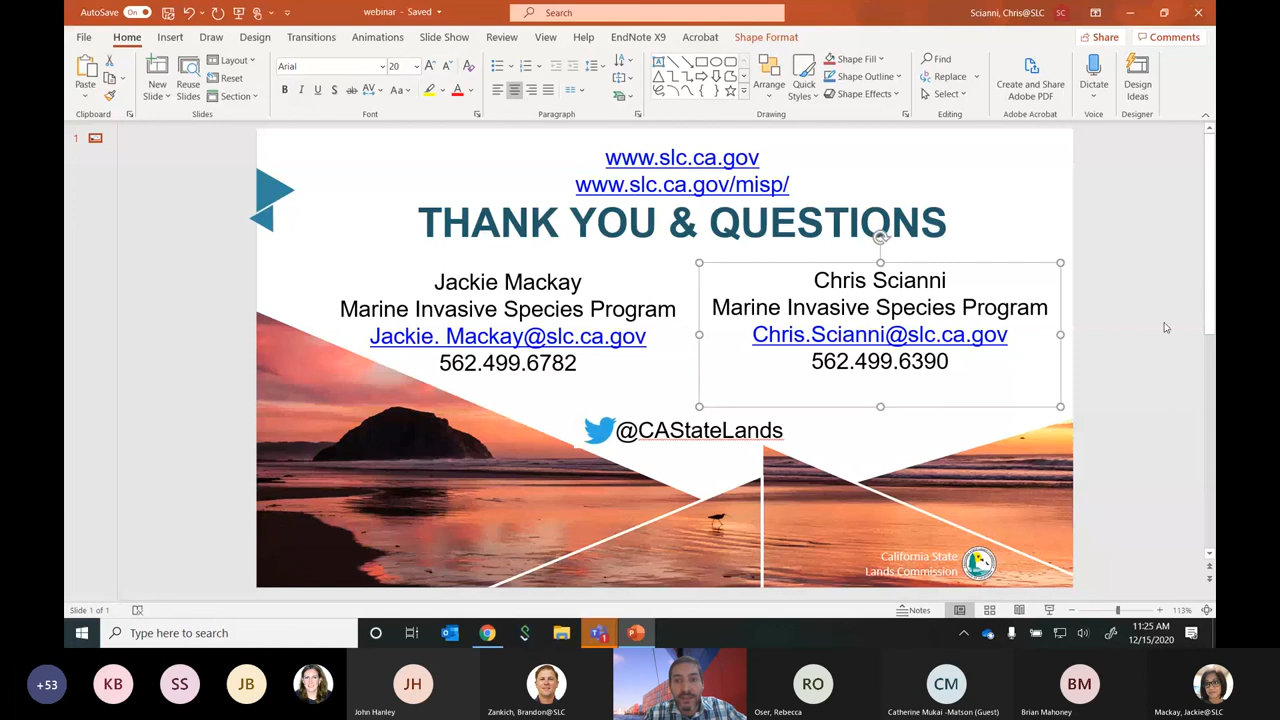 AutoSave
On
webinar - Saved
Search
Scianni, Chris@SLC
SC
File
Home
Insert
Draw
Design
Transitions
Animations
Slide Show
Review
View
Help
EndNote X9
Acrobat
Shape Format
Share
Comments
Paste
Clipboard
New Slide
Reuse Slides
Layout
Reset
Section
Slides
Arial
20
Font
Paragraph
Arrange
Quick Styles
Shape Fill
Shape Outline
Shape Effects
Drawing
Find
Replace
Select
Editing
Create and Share Adobe PDF
Adobe Acrobat
Dictate
Voice
Design Ideas
Designer
1
www.slc.ca.gov
www.slc.ca.gov/misp/
THANK YOU & QUESTIONS
Jackie Mackay
Marine Invasive Species Program
Jackie. Mackay@slc.ca.gov
562.499.6782
Chris Scianni
Marine Invasive Species Program
Chris.Scianni@slc.ca.gov
562.499.6390
@CAStateLands
California State
Lands Commission
Slide 1 of 1
Notes
113%
Type here to search
11:25 AM
12/15/2020
+53
KB
SS
JB
JH
John Hanley
Zankich, Brandon@SLC
RO
Oser, Rebecca
CM
Catherine Mukai -Matson (Guest)
BM
Brian Mahoney
Mackay, Jackie@SLC